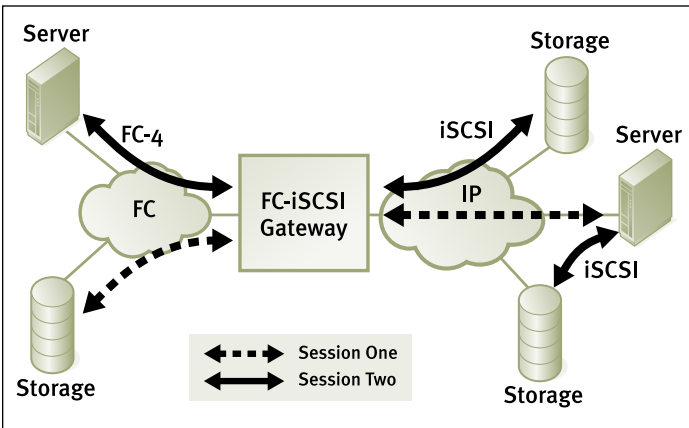 Server
Storage
FC-4
iSCSI
Server
FC
FC-iSCSI
Gateway
IP
iSCSI
Storage
Session One
Session Two
Storage